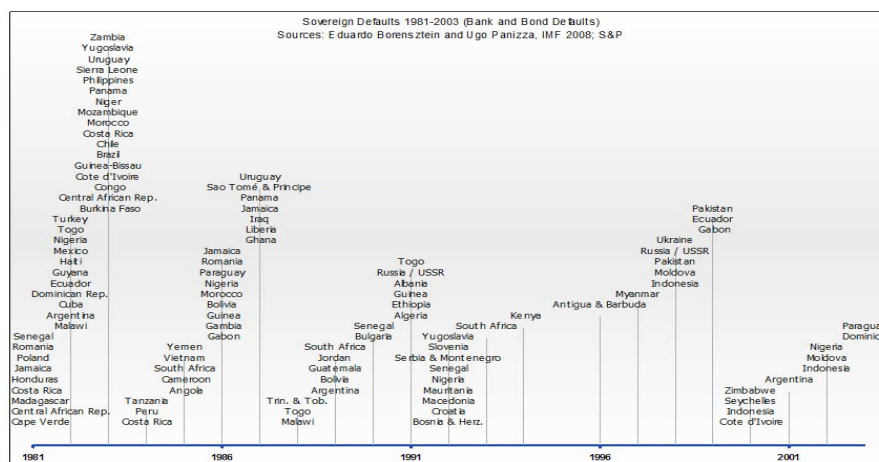 Sovereign Defaults 1981-2003 (Bank and Bond Defaults)
Sources: Eduardo Borensztein and Ugo Panizza, IMF 2008; S&P
Senegal
Romania
Poland
Jamaica
Honduras
Costa Rica
Madagascar
Central African Rep.
Cape Verde
Turkey
Togo
Nigeria
Mexico
Haiti
Guyana
Ecuador
Dominican Rep.
Cuba
Argentina
Malawi
Zambia
Yugoslavia
Uruguay
Sierra Leone
Philippines
Panama
Niger
Mozambique
Morocco
Costa Rica
Chile
Brazil
Guinea-Bissau
Cote d'Ivoire
Congo
Central African Rep.
Burkina Faso
Tanzania
Peru
Costa Rica
Yemen
Vietnam
South Africa
Cameroon
Angola
Jamaica
Romania
Paraguay
Nigeria
Morocco
Bolivia
Guinea
Gambia
Gabon
Uruguay
Sao Tomé & Principe
Panama
Jamaica
Iraq
Liberia
Ghana
Trin. & Tob.
Togo
Malawi
South Africa
Jordan
Guatemala
Bolivia
Argentina
Senegal
Bulgaria
Togo
Russia / USSR
Albania
Guinea
Ethiopia
Algeria
Yugoslavia
Slovenia
Serbia & Montenegro
Senegal
Nigeria
Mauritania
Macedonia
Croatia
Bosnia & Herz.
South Africa
Kenya
Antigua & Barbuda
Myanmar
Ukraine
Russia / USSR
Pakistan
Moldova
Indonesia
Pakistan
Ecuador
Gabon
Zimbabwe
Seychelles
Indonesia
Cote d'Ivoire
Argentina
Nigeria
Moldova
Indonesia
Paragua
Dominic
1981
1986
1991
1996
2001